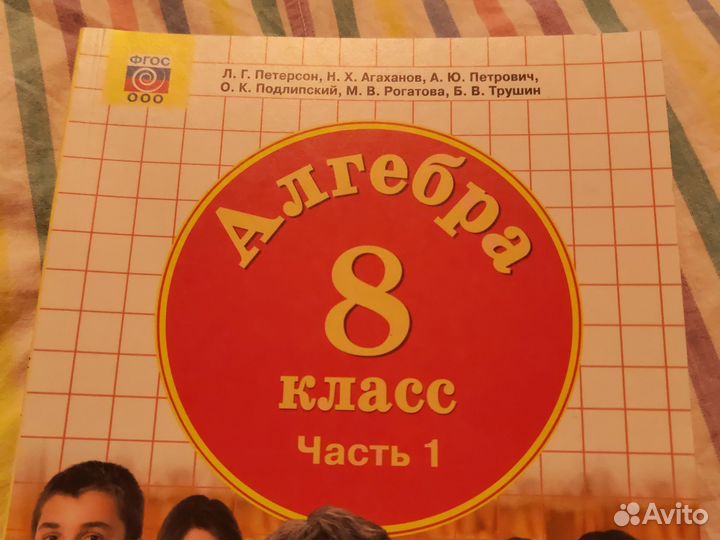 ФГОС
ООО
Л. Г. Петерсон, Н. Х. Агаханов, А. Ю. Петрович,
О. К. Подлипский, М. В. Рогатова, Б. В. Трушин
Алгебра
8
класс
Часть 1
Avito